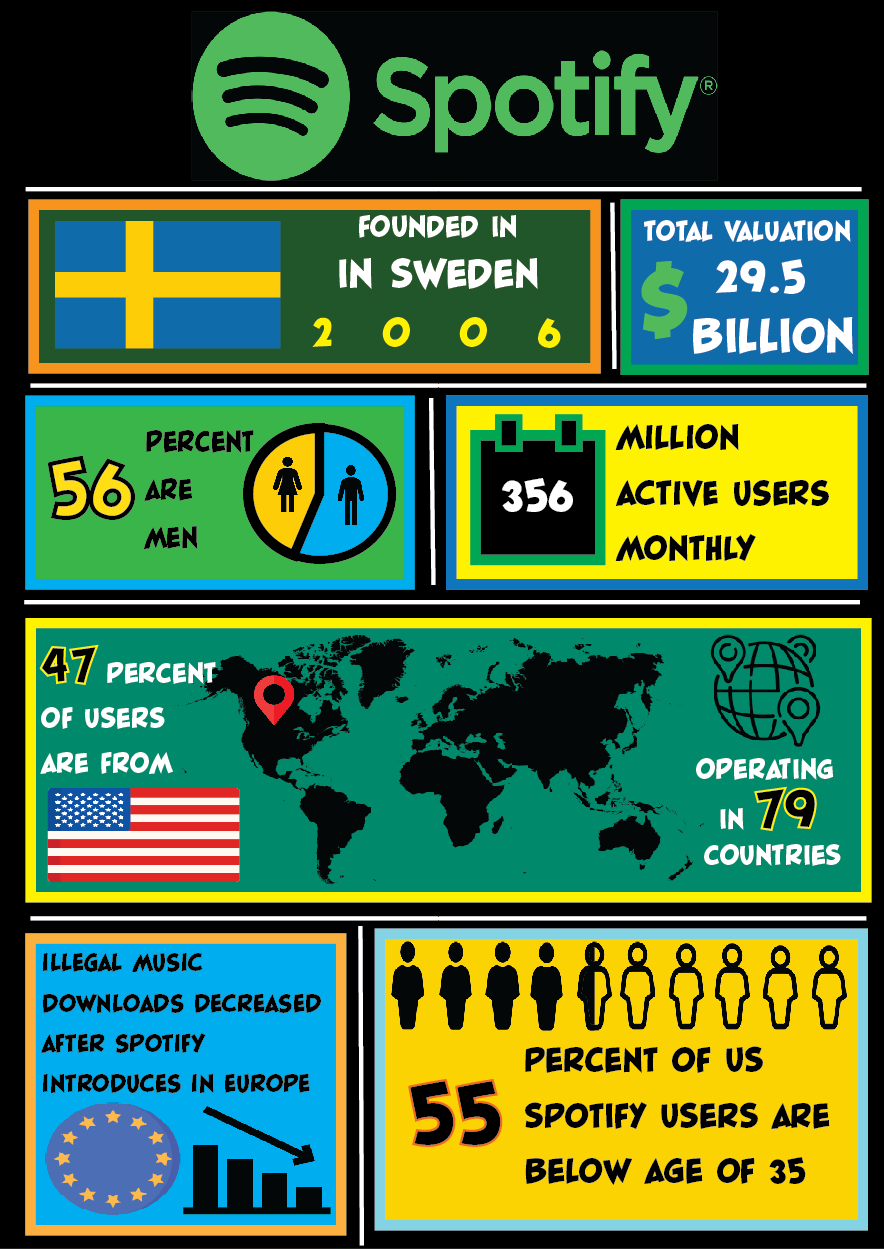 Spotify®
FOUNDED IN
IN SWEDEN
2 0 0 6
TOTAL VALUATION
$ 29.5
BILLION
56 PERCENT
ARE
MEN
356
MILLION
ACTIVE USERS
MONTHLY
47 PERCENT
OF USERS
ARE FROM
OPERATING
IN 79
COUNTRIES
ILLEGAL MUSIC
DOWNLOADS DECREASED
AFTER SPOTIFY
INTRODUCES IN EUROPE
55
PERCENT OF US
SPOTIFY USERS ARE
BELOW AGE OF 35